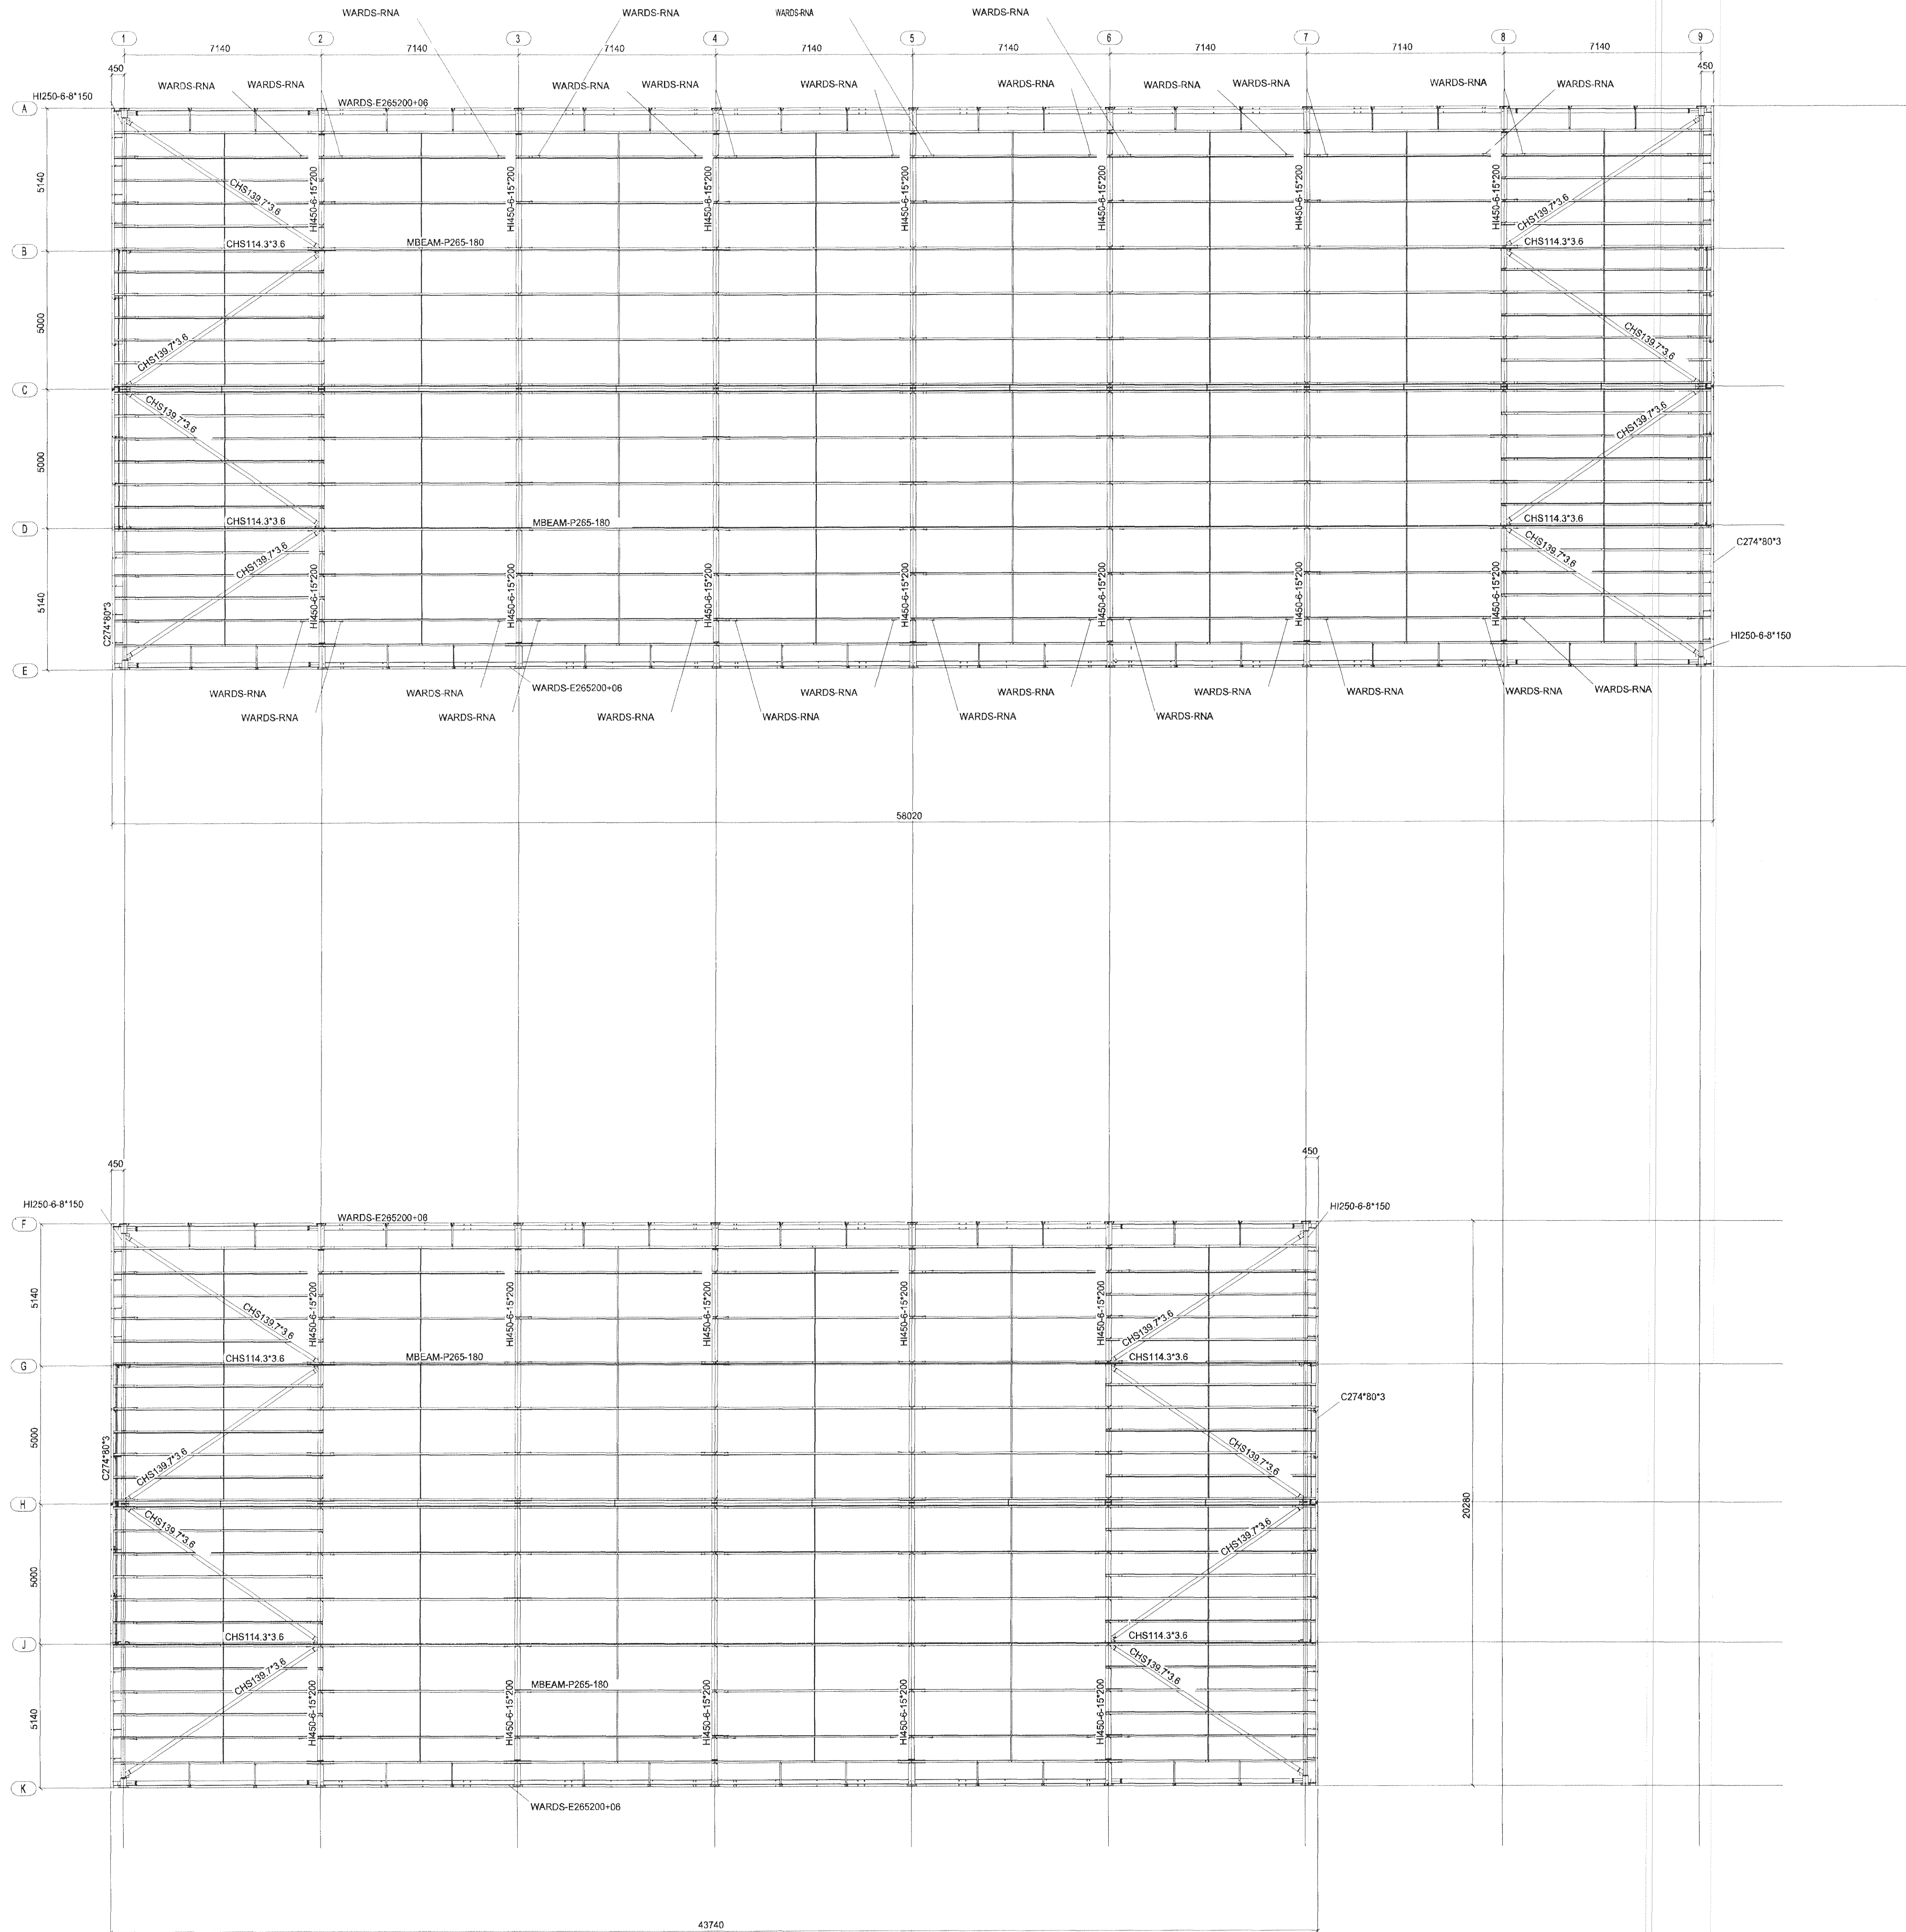 WARDS-RNA
WARDS-RNA
WARDS-RNA
WARDS-RNA
1
2
3
4
5
6
7
8
9
7140
7140
7140
7140
7140
7140
7140
7140
450
450
HI250-6-8*150
WARDS-RNA
WARDS-RNA
WARDS-RNA
WARDS-RNA
WARDS-RNA
WARDS-RNA
WARDS-RNA
WARDS-RNA
WARDS-RNA
WARDS-RNA
WARDS-E265200+06
A
5140
CHS139.7*3.6
HI450-6-15*200
HI450-6-15*200
HI450-6-15*200
HI450-6-15*200
HI450-6-15*200
HI450-6-15*200
HI450-6-15*200
CHS139.7*3.6
CHS114.3*3.6
MBEAM-P265-180
CHS114.3*3.6
B
5000
CHS139.7*3.6
CHS139.7*3.6
C
CHS139.7*3.6
CHS139.7*3.6
5000
CHS114.3*3.6
MBEAM-P265-180
CHS114.3*3.6
D
C274*80*3
CHS139.7*3.6
CHS139.7*3.6
5140
C274*80*3
HI450-6-15*200
HI450-6-15*200
HI450-6-15*200
HI450-6-15*200
HI450-6-15*200
HI450-6-15*200
HI450-6-15*200
HI250-6-8*150
E
WARDS-RNA
WARDS-RNA
WARDS-E265200+06
WARDS-RNA
WARDS-RNA
WARDS-RNA
WARDS-RNA
WARDS-RNA
WARDS-RNA
WARDS-RNA
WARDS-RNA
WARDS-RNA
WARDS-RNA
WARDS-RNA
WARDS-RNA
58020
450
450
HI250-6-8*150
WARDS-E265200+06
HI250-6-8*150
F
5140
CHS139.7*3.6
HI450-6-15*200
HI450-6-15*200
HI450-6-15*200
HI450-6-15*200
HI450-6-15*200
CHS139.7*3.6
CHS114.3*3.6
MBEAM-P265-180
CHS114.3*3.6
G
C274*80*3
5000
C274*80*3
CHS139.7*3.6
CHS139.7*3.6
H
20280
CHS139.7*3.6
CHS139.7*3.6
5000
CHS114.3*3.6
CHS114.3*3.6
J
CHS139.7*3.6
CHS139.7*3.6
MBEAM-P265-180
5140
HI450-6-15*200
HI450-6-15*200
HI450-6-15*200
HI450-6-15*200
HI450-6-15*200
K
WARDS-E265200+06
43740